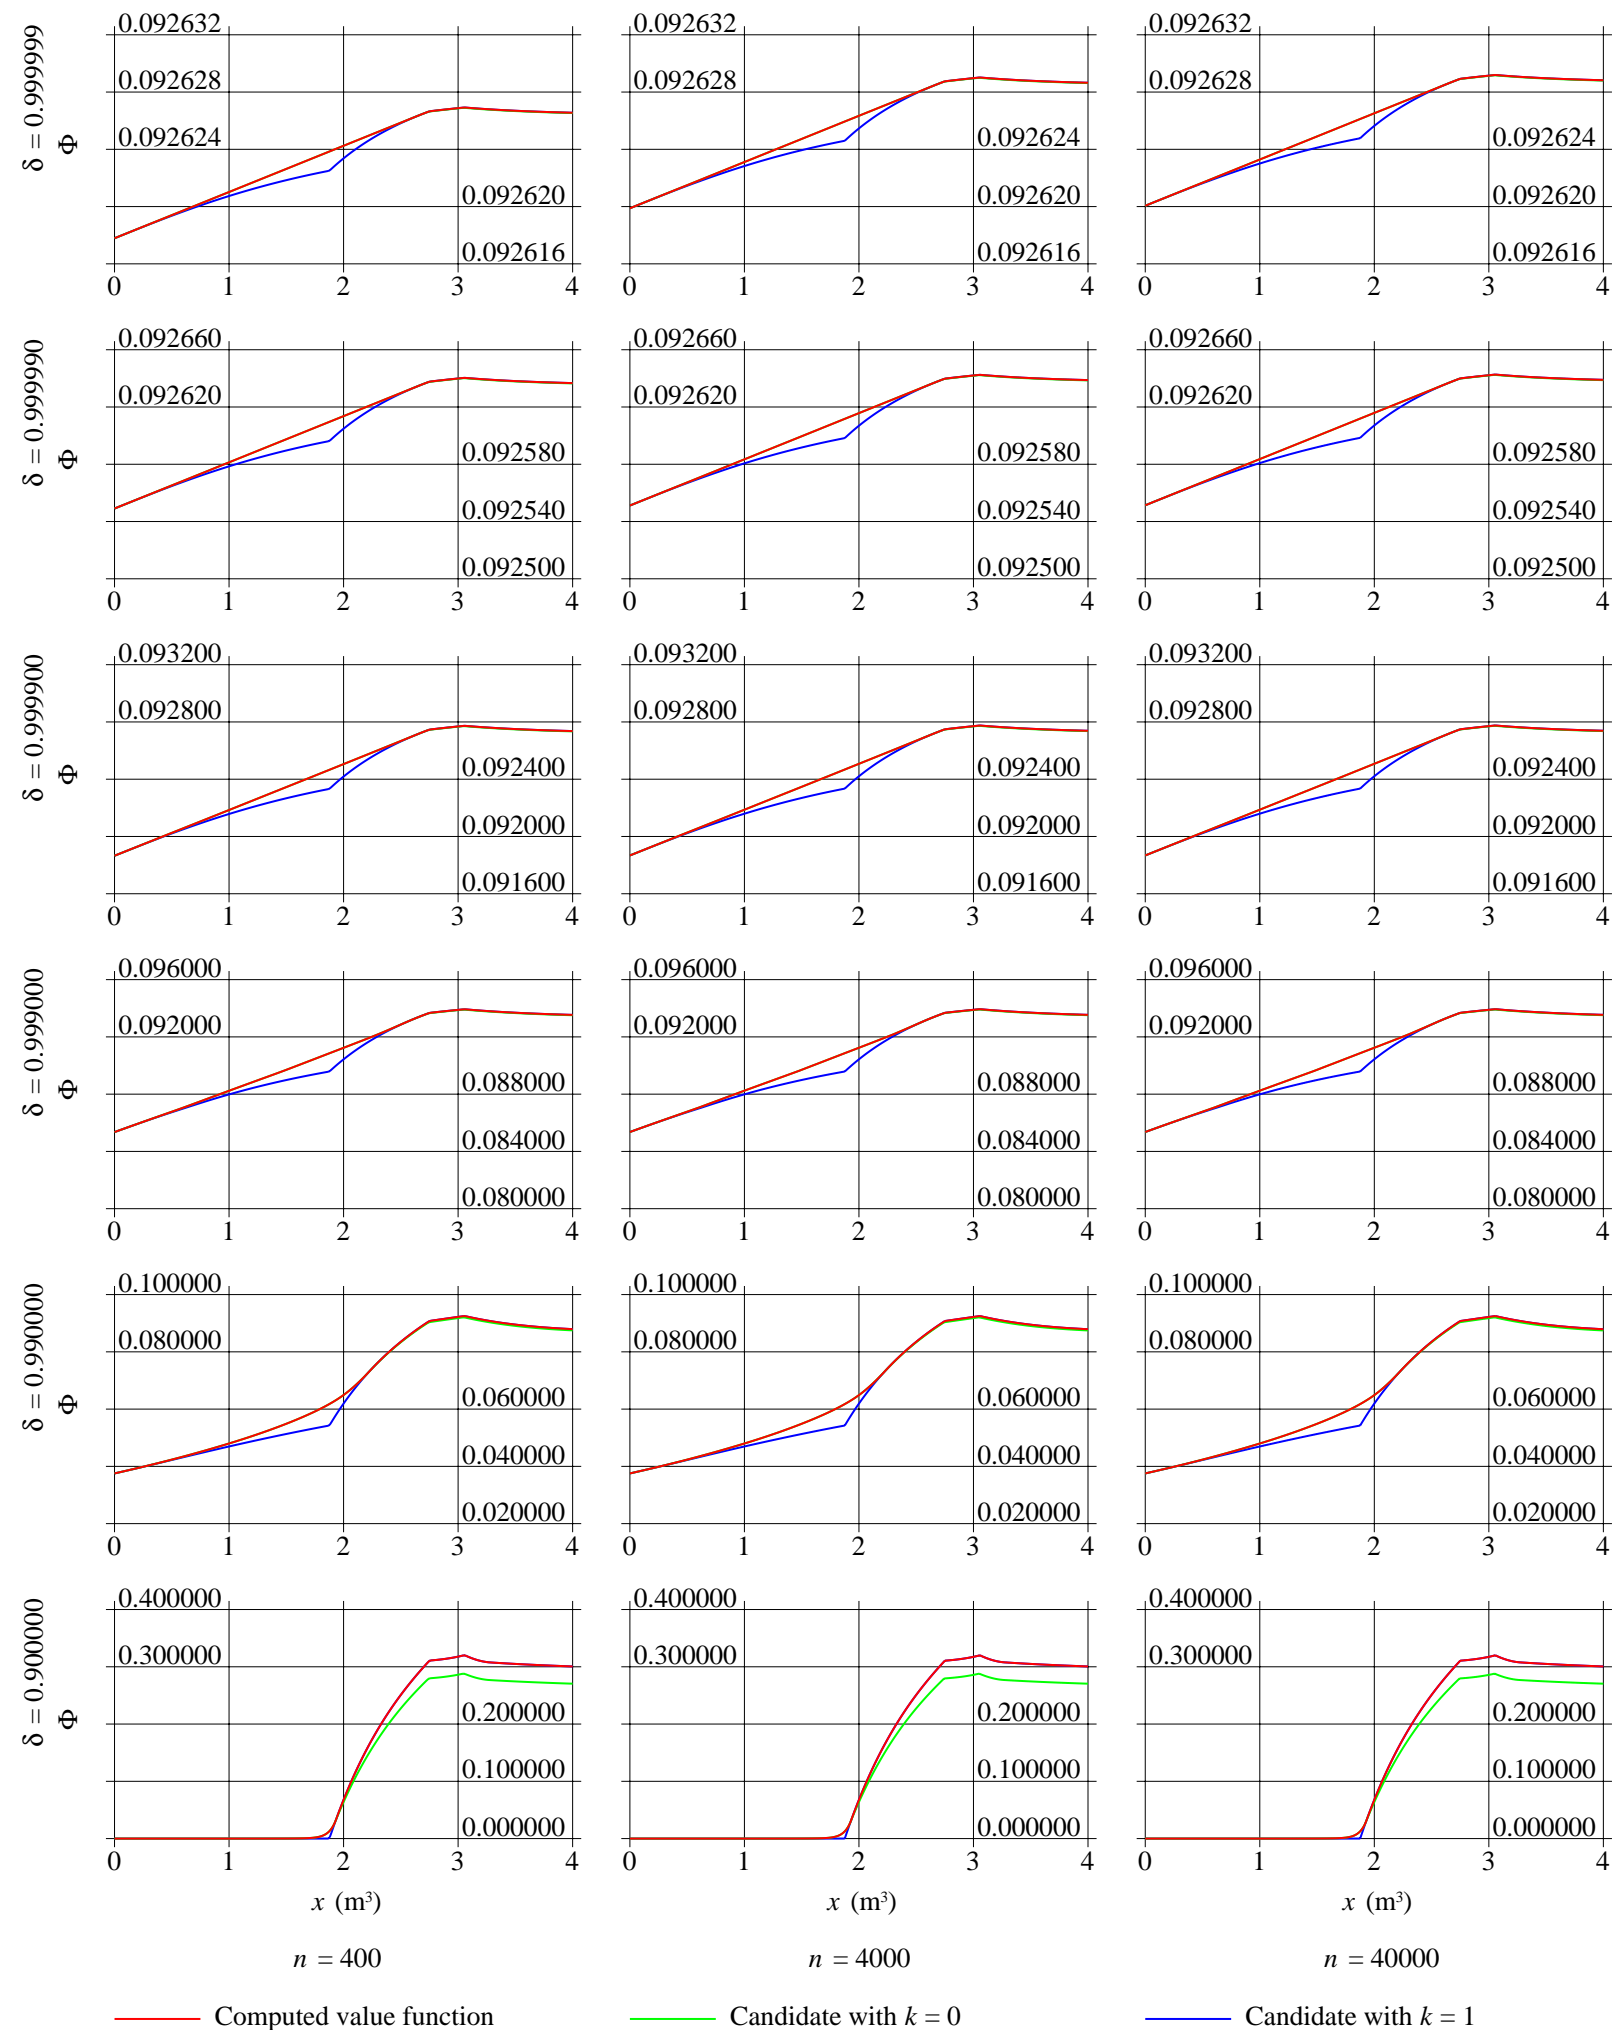 δ = 0.999999
Φ
0.092632
0.092628
0.092624
0.092620
0.092616
0 1 2 3 4
0.092632
0.092628
0.092624
0.092620
0.092616
0 1 2 3 4
0.092632
0.092628
0.092624
0.092620
0.092616
0 1 2 3 4
δ = 0.999990
Φ
0.092660
0.092620
0.092580
0.092540
0.092500
0 1 2 3 4
0.092660
0.092620
0.092580
0.092540
0.092500
0 1 2 3 4
0.092660
0.092620
0.092580
0.092540
0.092500
0 1 2 3 4
δ = 0.999900
Φ
0.093200
0.092800
0.092400
0.092000
0.091600
0 1 2 3 4
0.093200
0.092800
0.092400
0.092000
0.091600
0 1 2 3 4
0.093200
0.092800
0.092400
0.092000
0.091600
0 1 2 3 4
δ = 0.999000
Φ
0.096000
0.092000
0.088000
0.084000
0.080000
0 1 2 3 4
0.096000
0.092000
0.088000
0.084000
0.080000
0 1 2 3 4
0.096000
0.092000
0.088000
0.084000
0.080000
0 1 2 3 4
δ = 0.990000
Φ
0.100000
0.080000
0.060000
0.040000
0.020000
0 1 2 3 4
0.100000
0.080000
0.060000
0.040000
0.020000
0 1 2 3 4
0.100000
0.080000
0.060000
0.040000
0.020000
0 1 2 3 4
δ = 0.900000
Φ
0.400000
0.300000
0.200000
0.100000
0.000000
0 1 2 3 4
0.400000
0.300000
0.200000
0.100000
0.000000
0 1 2 3 4
0.400000
0.300000
0.200000
0.100000
0.000000
0 1 2 3 4
x (m³) x (m³) x (m³)
n = 400 n = 4000 n = 40000
Computed value function Candidate with k = 0 Candidate with k = 1